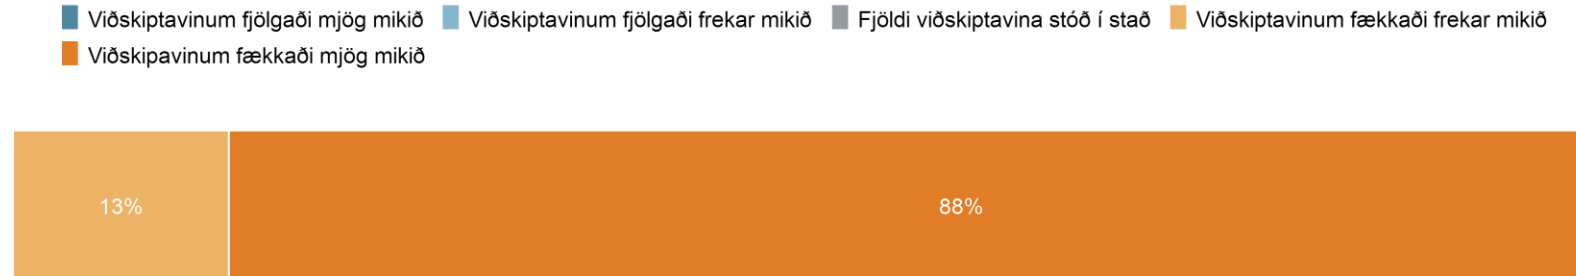 Viðskiptavinum fjölgaði mjög mikið Viðskiptavinum fjölgaði frekar mikið Fjöldi viðskiptavina stóð í stað Viðskiptavinum fækkaði frekar mikið
Viðskipavinum fækkaði mjög mikið
13% 88%